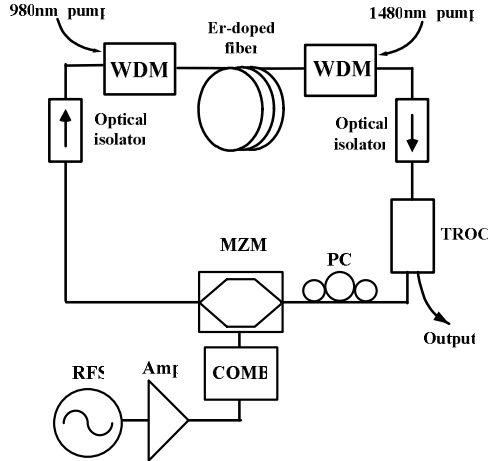 980nm pump
1480nm pump
Er-doped
fiber
WDM
WDM
Optical
isolator
Optical
isolator
TROC
MZM
PC
Output
COMB
RFS
Amp